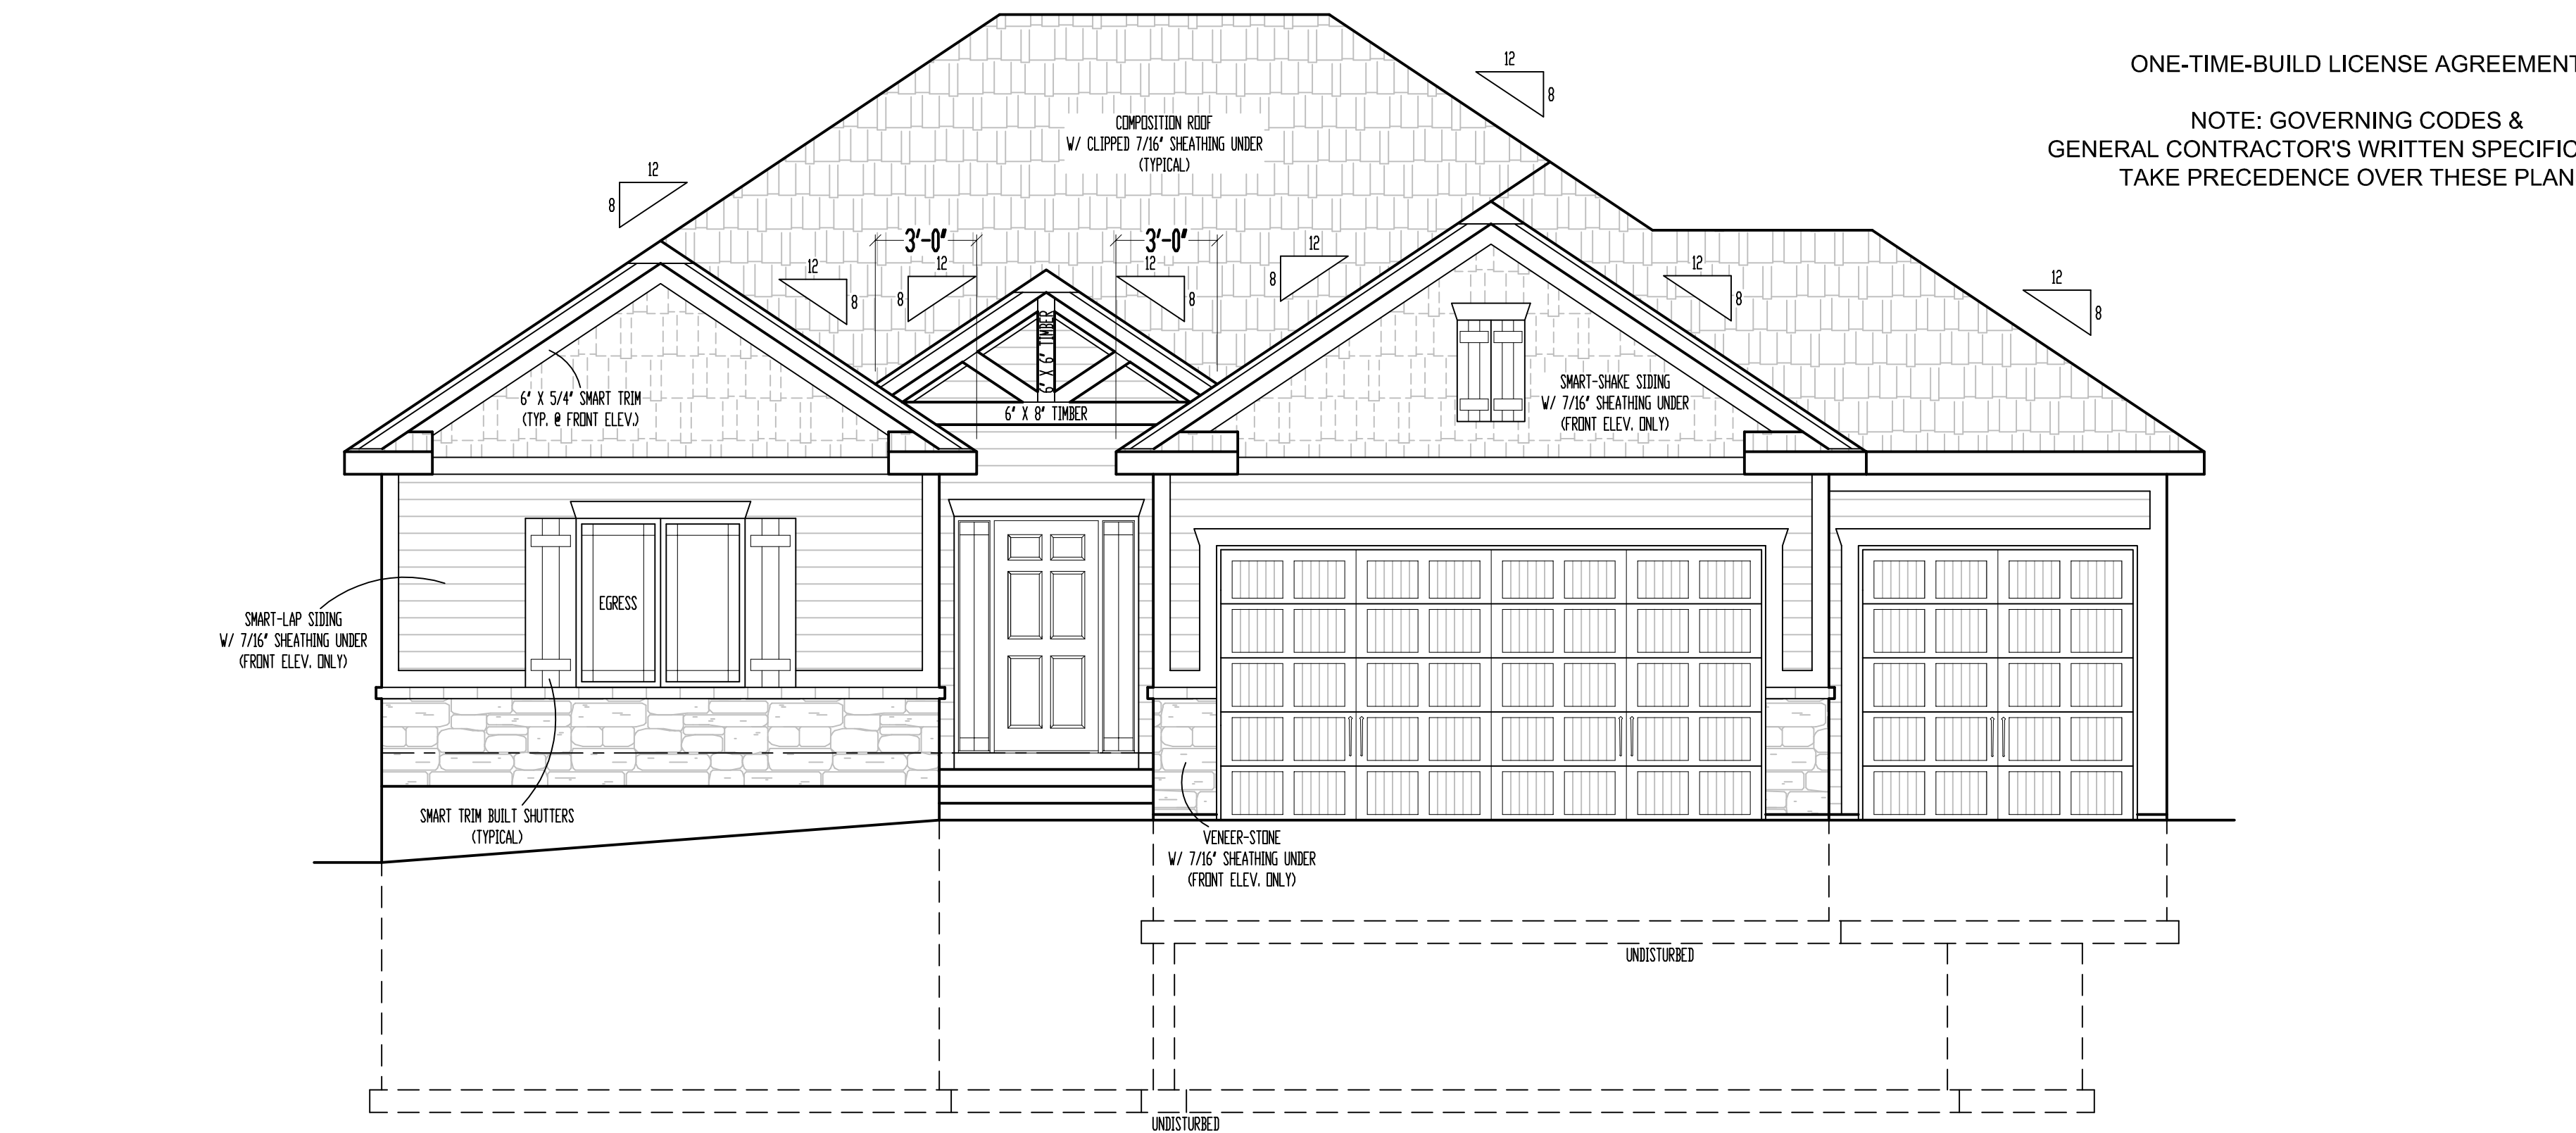 ONE-TIME-BUILD LICENSE AGREEMENT
NOTE: GOVERNING CODES &
GENERAL CONTRACTOR'S WRITTEN SPECIFIC
TAKE PRECEDENCE OVER THESE PLAN
12
8
COMPOSITION ROOF
W/ CLIPPED 7/16" SHEATHING UNDER
(TYPICAL)
12
8
3'-0"
3'-0"
12
8
12
8
12
8
12
8
12
8
12
8
6" X 6" TIMBER
6" X 8" TIMBER
6" X 5/4" SMART TRIM
(TYP. @ FRONT ELEV.)
SMART-SHAKE SIDING
W/ 7/16" SHEATHING UNDER
(FRONT ELEV. ONLY)
EGRESS
SMART-LAP SIDING
W/ 7/16" SHEATHING UNDER
(FRONT ELEV. ONLY)
SMART TRIM BUILT SHUTTERS
(TYPICAL)
VENEER-STONE
W/ 7/16" SHEATHING UNDER
(FRONT ELEV. ONLY)
UNDISTURBED
UNDISTURBED